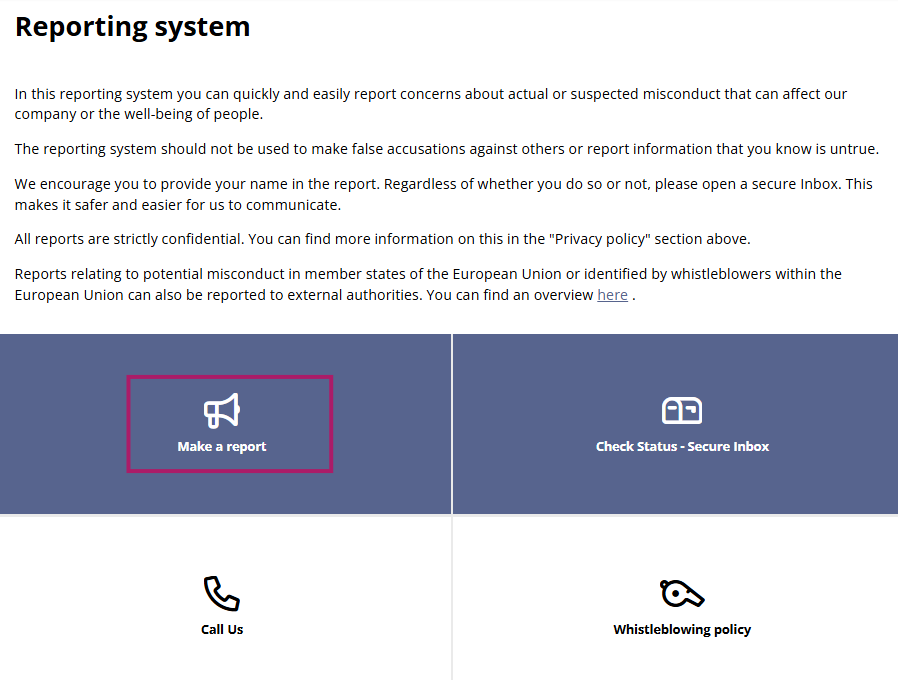 Reporting system
In this reporting system you can quickly and easily report concerns about actual or suspected misconduct that can affect our
company or the well-being of people.
The reporting system should not be used to make false accusations against others or report information that you know is untrue.
We encourage you to provide your name in the report. Regardless of whether you do so or not, please open a secure Inbox. This
makes it safer and easier for us to communicate.
All reports are strictly confidential. You can find more information on this in the "Privacy policy" section above.
Reports relating to potential misconduct in member states of the European Union or identified by whistleblowers within the
European Union can also be reported to external authorities. You can find an overview here .
Make a report
Check Status - Secure Inbox
Call Us
Whistleblowing policy